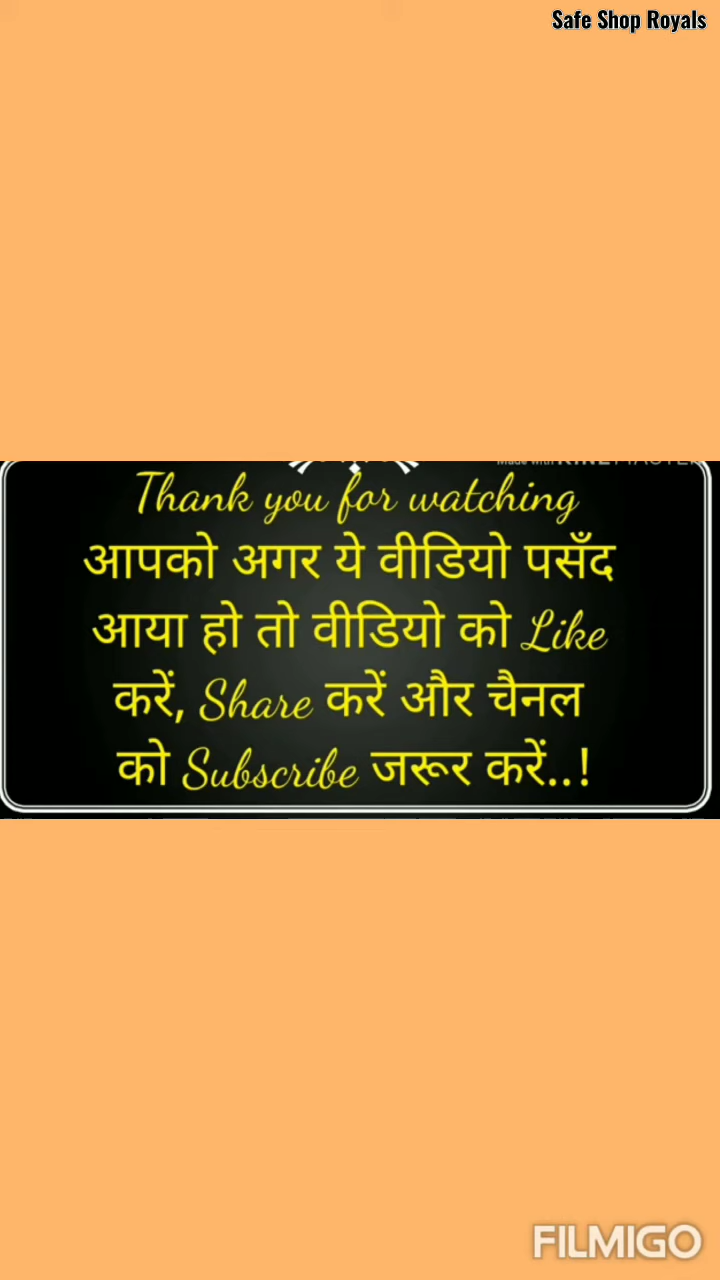 Safe Shop Royals
Thank you for watching
आपको अगर ये वीडियो पसँद
आया हो तो वीडियो को Like
करें, Share करें और चैनल
को Subscribe जरूर करें..!
FILMIGO